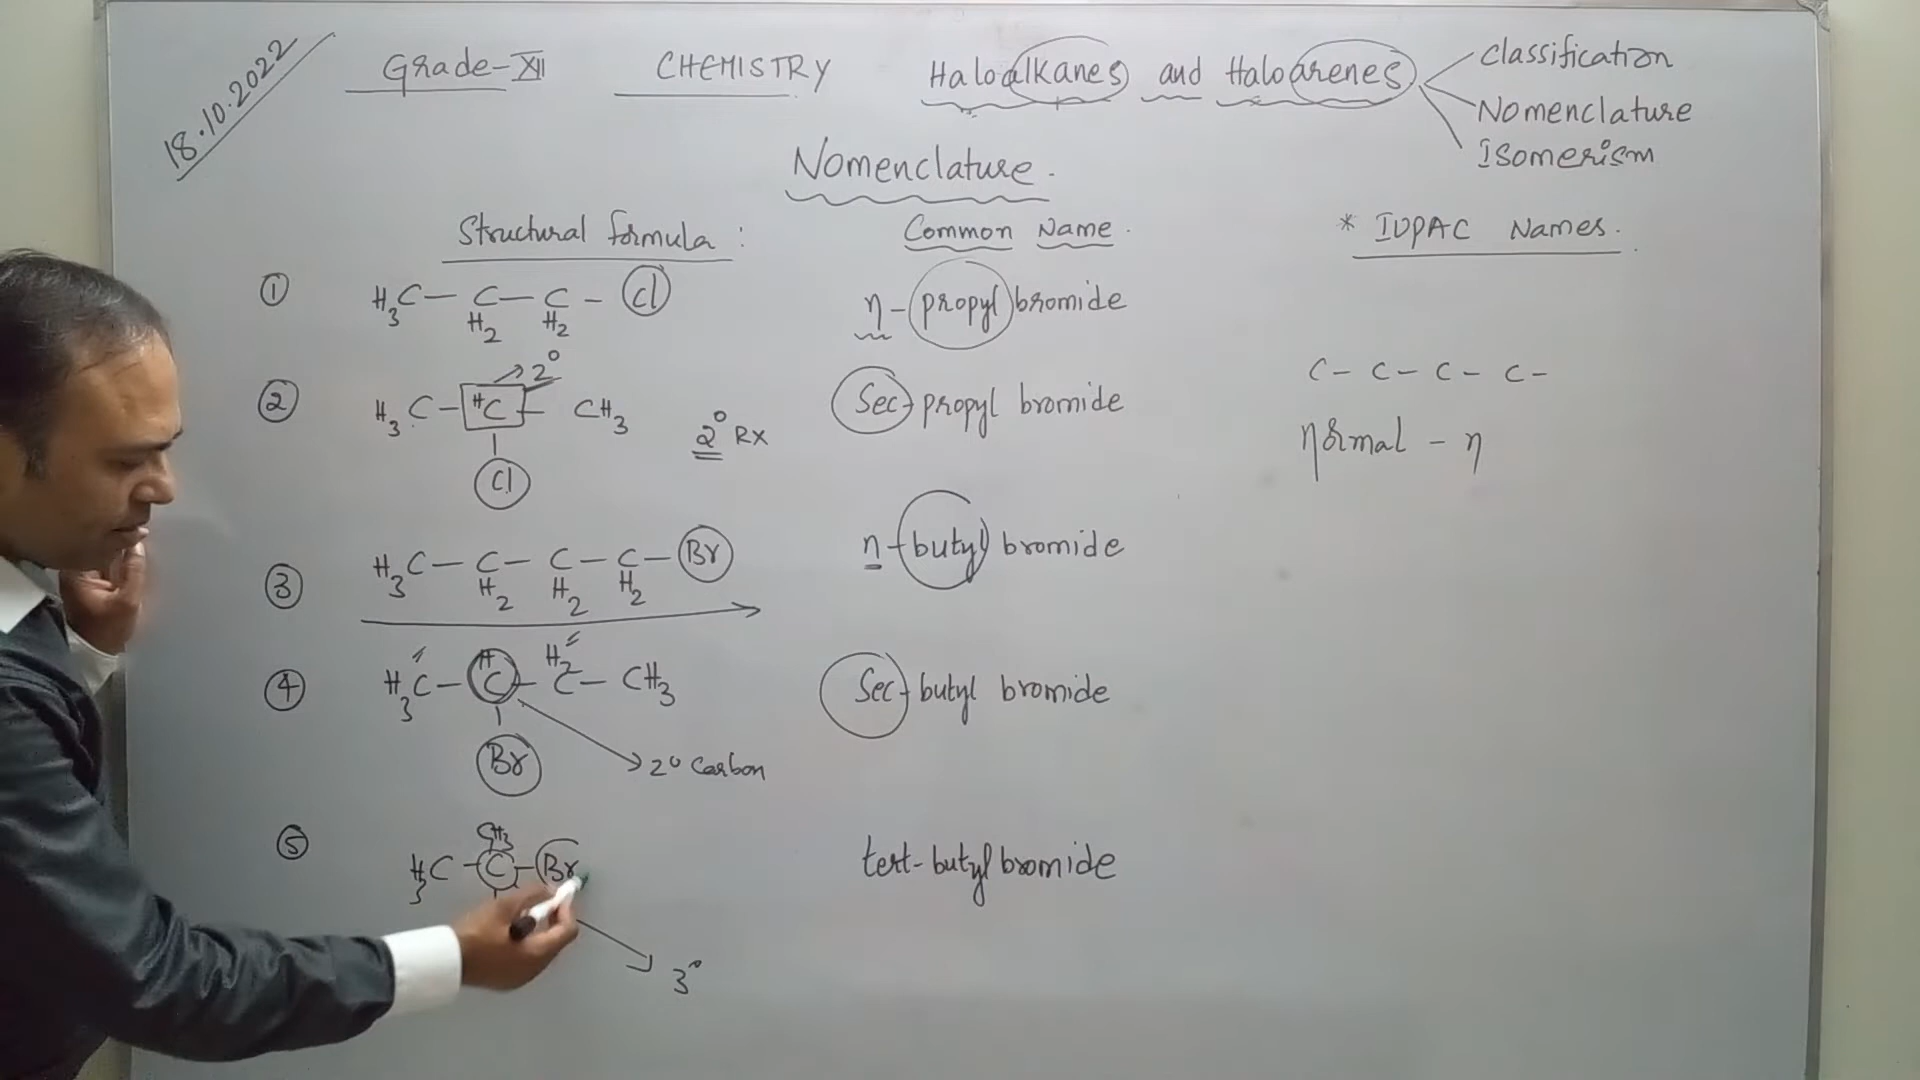 18.10.2022
Grade-XII CHEMISTRY Haloalkanes and Haloarenes
Classification
Nomenclature
Isomerism
Nomenclature.
Structural formula : Common Name . * IUPAC Names.
① H3C — C — C — Cl n-propyl bromide
H2 H2
→ 2°
② H3C — HC — CH3 Sec-propyl bromide
2° RX
Cl
C - C - C - C -
normal - n
③ H3C — C — C — C — Br n-butyl bromide
H2 H2 H2
④ H3C — C — C — CH3 Sec-butyl bromide
H H2
Br → 2° Carbon
CH3
⑤ H3C — C — Br tert-butyl bromide
3°